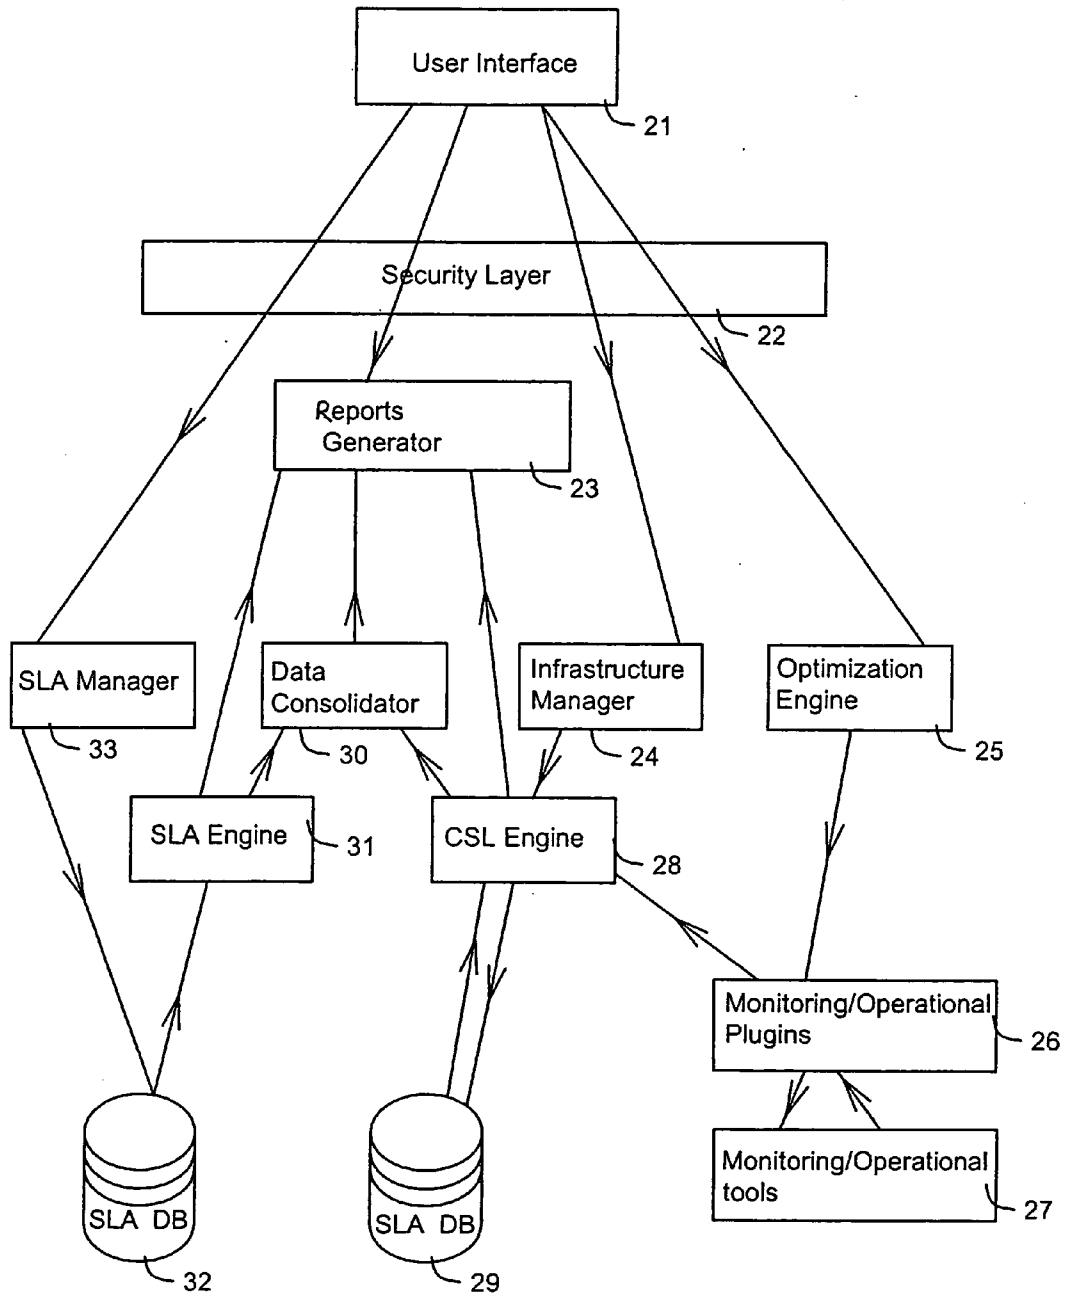 User Interface
21
Security Layer
22
Reports
Generator
23
SLA Manager
33
Data
Consolidator
30
Infrastructure
Manager
24
Optimization
Engine
25
SLA Engine
31
CSL Engine
28
Monitoring/Operational
Plugins
26
Monitoring/Operational
tools
27
SLA DB
32
SLA DB
29